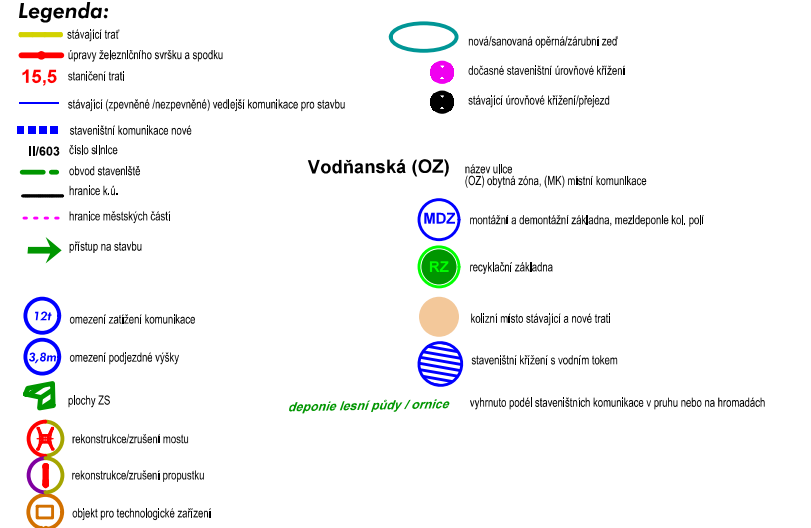 Legenda:
stávající trať
úpravy železničního svršku a spodku
15,5 staničení trati
stávající (zpevněné /nezpevněné) vedlejší komunikace pro stavbu
staveništní komunikace nové
II/603 číslo silnice
obvod staveniště
hranice k.ú.
hranice městských částí
přístup na stavbu
12t omezení zatížení komunikace
3,8m omezení podjezdné výšky
plochy ZS
rekonstrukce/zrušení mostu
rekonstrukce/zrušení propustku
objekt pro technologické zařízení
nová/sanovaná opěrná/zárubní zeď
dočasné staveništní úrovňové křížení
stávající úrovňové křížení/přejezd
Vodňanská (OZ) název ulice
(OZ) obytná zóna, (MK) místní komunikace
MDZ montážní a demontážní základna, mezideponie kol. polí
RZ recyklační základna
kolizní místo stávající a nové trati
staveništní křížení s vodním tokem
deponie lesní půdy / ornice vyhrnuto podél staveništních komunikace v pruhu nebo na hromadách